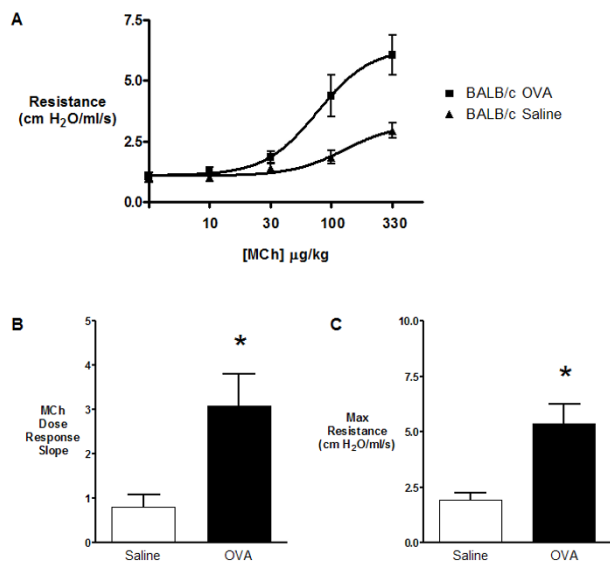 A
7.5
5.0
2.5
0.0
Resistance
(cm H₂O/ml/s)
BALB/c OVA
BALB/c Saline
10 30 100 330
[MCh] µg/kg
B
5
4
3
2
1
0
MCh
Dose
Response
Slope
*
Saline OVA
C
10.0
7.5
5.0
2.5
0.0
Max
Resistance
(cm H₂O/ml/s)
*
Saline OVA